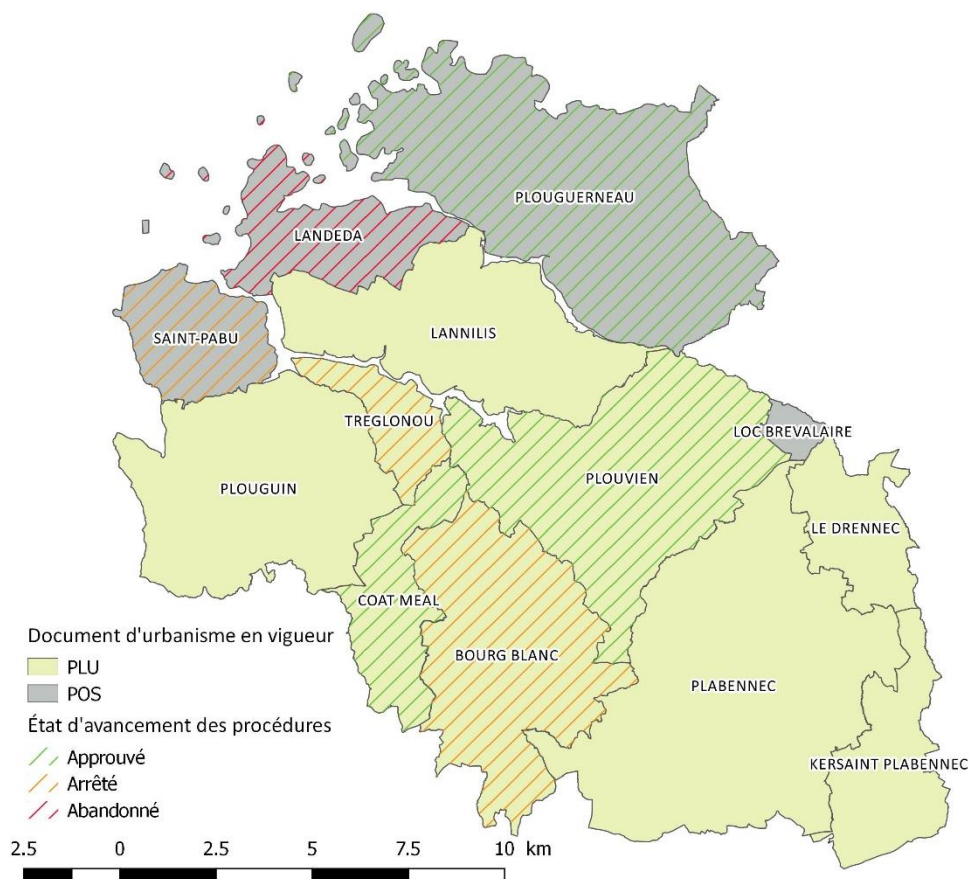 PLOUGUERNEAU
LANDEDA
LANNILIS
SAINT-PABU
TREGLONOU
LOC BREVALAIRE
PLOUVIEN
PLOUGUIN
LE DRENNEC
COAT MEAL
BOURG BLANC
PLABENNEC
KERSAINT PLABENNEC
Document d'urbanisme en vigueur
PLU
POS
État d'avancement des procédures
Approuvé
Arrêté
Abandonné
2.5 0 2.5 5 7.5 10 km